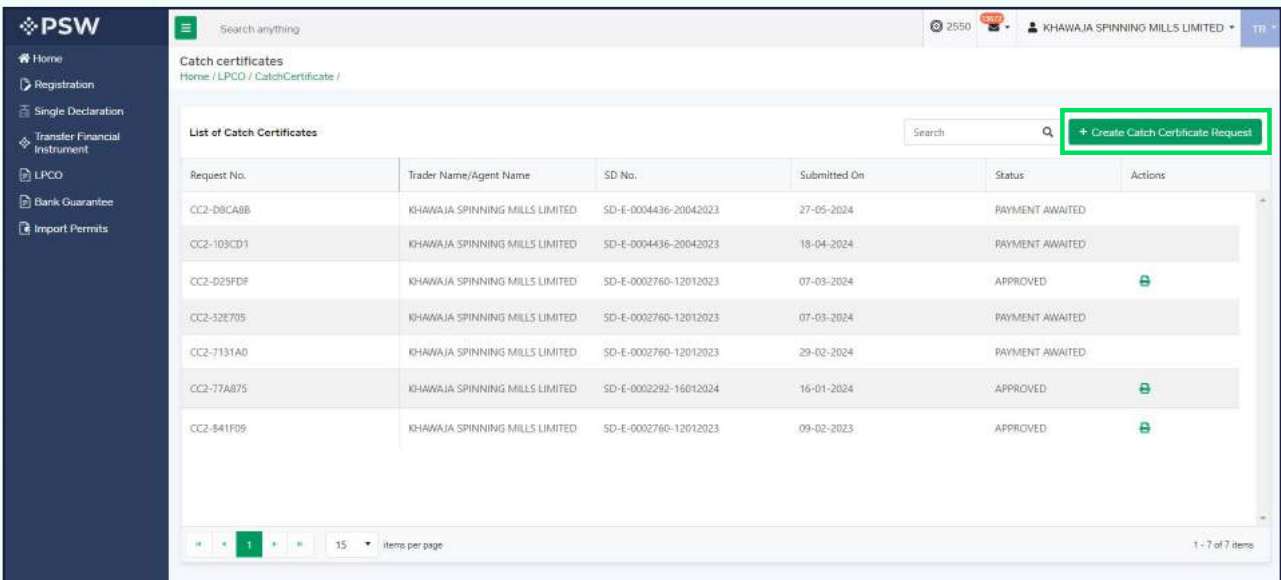 PSW
Search anything
2550
13572
KHAWAJA SPINNING MILLS LIMITED
TR
Home
Registration
Single Declaration
Transfer Financial
Instrument
LPCO
Bank Guarantee
Import Permits
Catch certificates
Home / LPCO / CatchCertificate /
List of Catch Certificates
Search
+ Create Catch Certificate Request
Request No. Trader Name/Agent Name SD No. Submitted On Status Actions
CC2-D8CA8B KHAWAJA SPINNING MILLS LIMITED SD-E-0004436-20042023 27-05-2024 PAYMENT AWAITED
CC2-103CD1 KHAWAJA SPINNING MILLS LIMITED SD-E-0004436-20042023 18-04-2024 PAYMENT AWAITED
CC2-D25FDF KHAWAJA SPINNING MILLS LIMITED SD-E-0002760-12012023 07-03-2024 APPROVED
CC2-32E705 KHAWAJA SPINNING MILLS LIMITED SD-E-0002760-12012023 07-03-2024 PAYMENT AWAITED
CC2-7131A0 KHAWAJA SPINNING MILLS LIMITED SD-E-0002760-12012023 29-02-2024 PAYMENT AWAITED
CC2-77A875 KHAWAJA SPINNING MILLS LIMITED SD-E-0002292-16012024 16-01-2024 APPROVED
CC2-841F09 KHAWAJA SPINNING MILLS LIMITED SD-E-0002760-12012023 09-02-2023 APPROVED
1 15 items per page 1 - 7 of 7 items